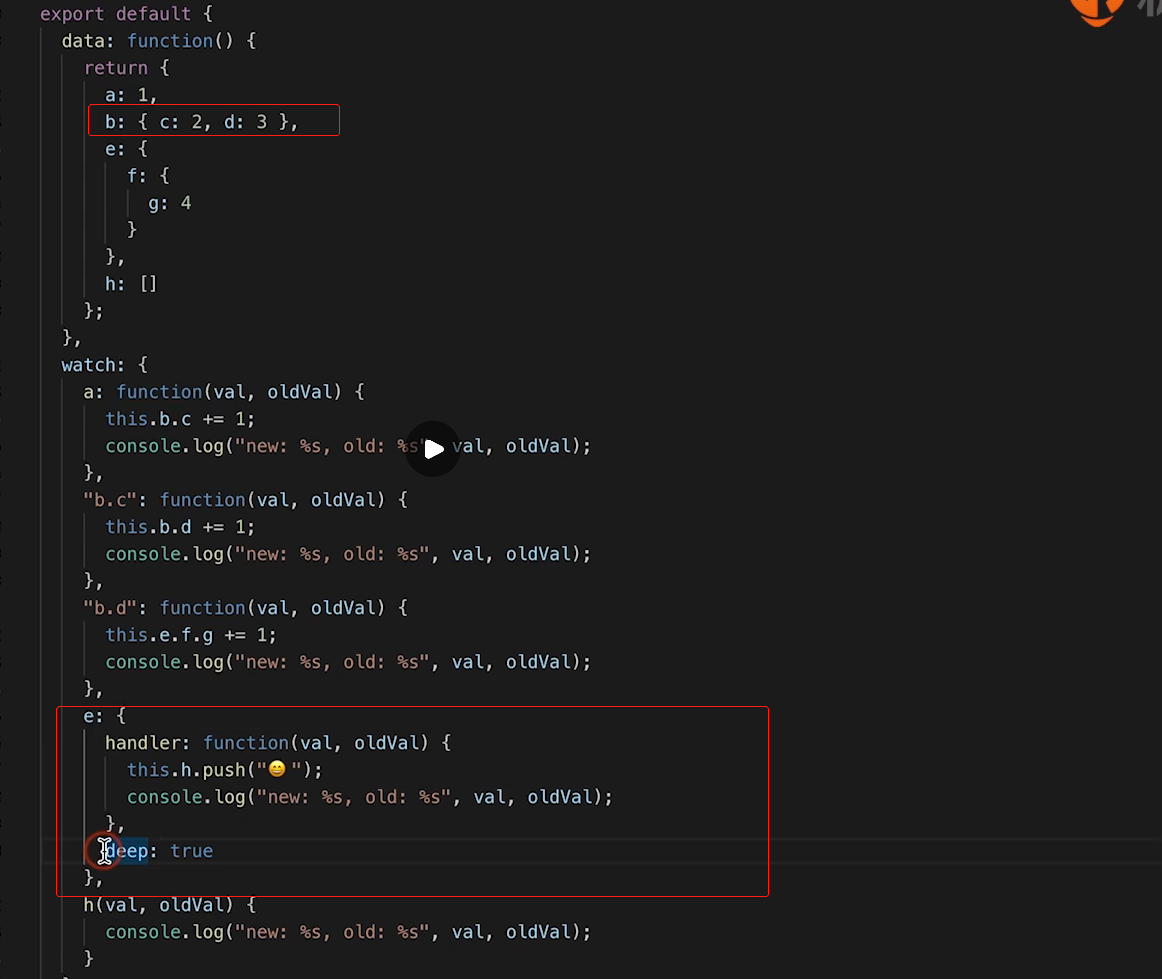 export default {
data: function() {
return {
a: 1,
b: { c: 2, d: 3 },
e: {
f: {
g: 4
}
},
h: []
};
},
watch: {
a: function(val, oldVal) {
this.b.c += 1;
console.log("new: %s, old: %s" val, oldVal);
},
"b.c": function(val, oldVal) {
this.b.d += 1;
console.log("new: %s, old: %s", val, oldVal);
},
"b.d": function(val, oldVal) {
this.e.f.g += 1;
console.log("new: %s, old: %s", val, oldVal);
},
e: {
handler: function(val, oldVal) {
this.h.push("😊");
console.log("new: %s, old: %s", val, oldVal);
},
deep: true
},
h(val, oldVal) {
console.log("new: %s, old: %s", val, oldVal);
}